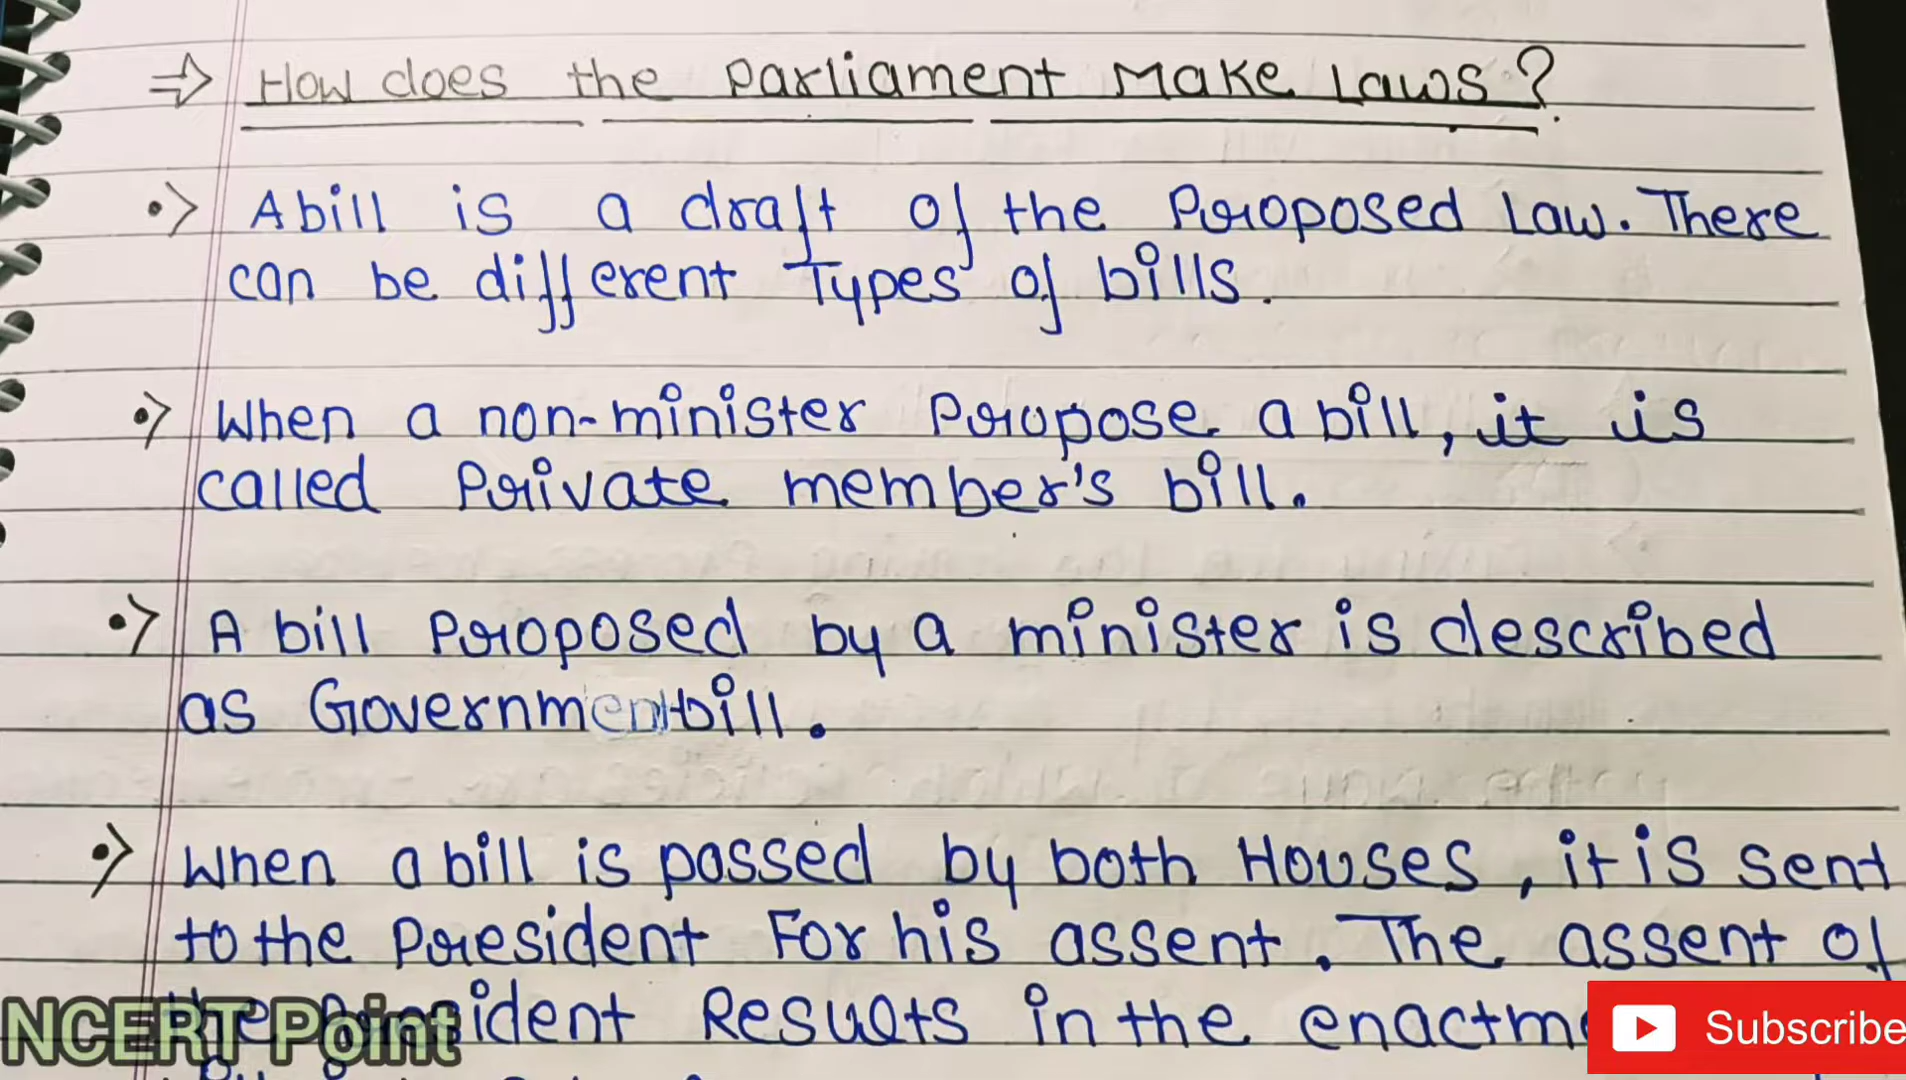 ⇒ How does the Parliament Make Laws?
•> A bill is a draft of the Proposed Law. There
can be different Types of bills.
•> When a non-minister Propose a bill, it is
called Private member's bill.
•> A bill Proposed by a minister is described
as Government bill.
•> When a bill is passed by both Houses, it is sent
to the President For his assent. The assent of
the President Results in the
NCERT Point
Subscribe